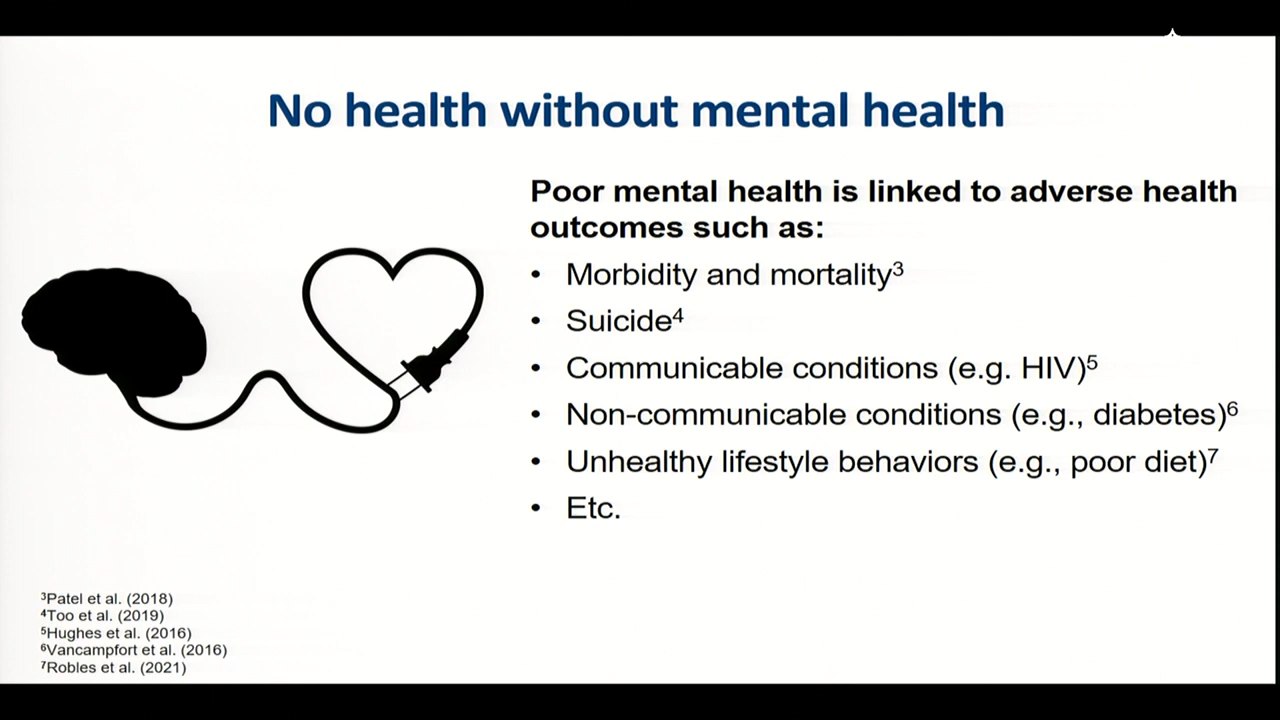 No health without mental health
Poor mental health is linked to adverse health
outcomes such as:
• Morbidity and mortality³
• Suicide⁴
• Communicable conditions (e.g. HIV)⁵
• Non-communicable conditions (e.g., diabetes)⁶
• Unhealthy lifestyle behaviors (e.g., poor diet)⁷
• Etc.
³Patel et al. (2018)
⁴Too et al. (2019)
⁵Hughes et al. (2016)
⁶Vancampfort et al. (2016)
⁷Robles et al. (2021)